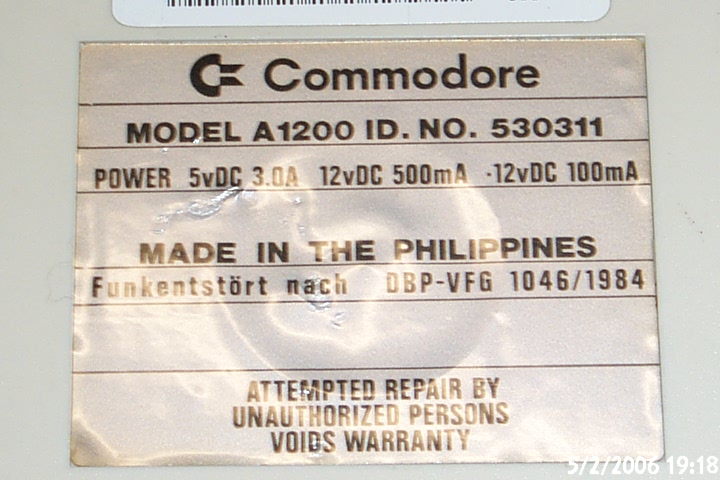 Commodore
MODEL A1200 ID. NO. 530311
POWER 5vDC 3.0A 12vDC 500mA -12vDC 100mA
MADE IN THE PHILIPPINES
Funkentstört nach DBP-VFG 1046/1984
ATTEMPTED REPAIR BY
UNAUTHORIZED PERSONS
VOIDS WARRANTY
5/2/2006 19:18